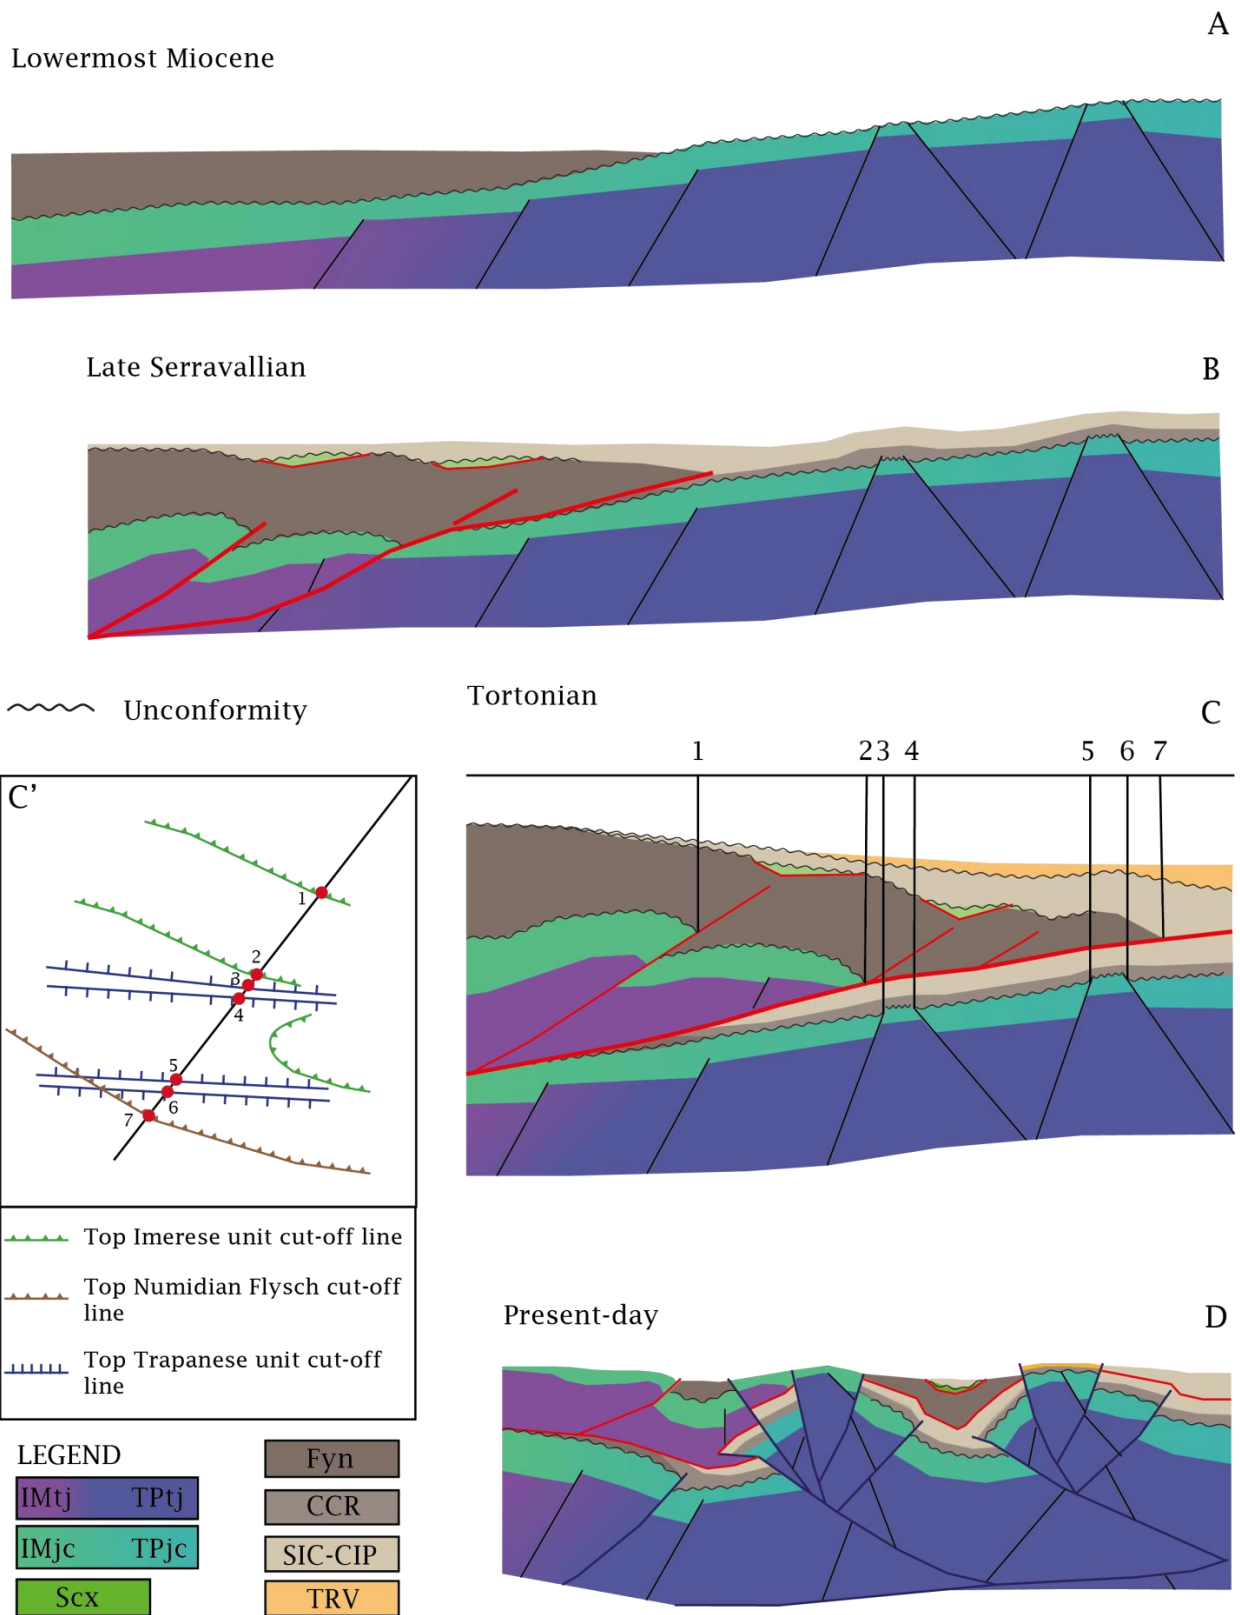 A
Lowermost Miocene
Late Serravallian
B
Unconformity
Tortonian
C
1 2 3 4 5 6 7
C’
1
2
3
4
5
6
7
Top Imerese unit cut-off line
Top Numidian Flysch cut-off
line
Top Trapanese unit cut-off
line
Present-day
D
LEGEND
IMtj TPtj
IMjc TPjc
Scx
Fyn
CCR
SIC-CIP
TRV